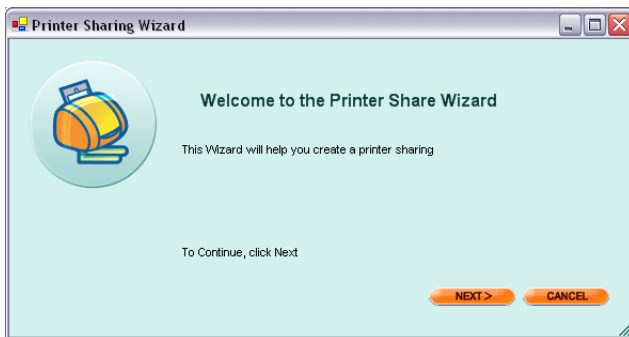 Printer Sharing Wizard
Welcome to the Printer Share Wizard
This Wizard will help you create a printer sharing
To Continue, click Next
NEXT > CANCEL